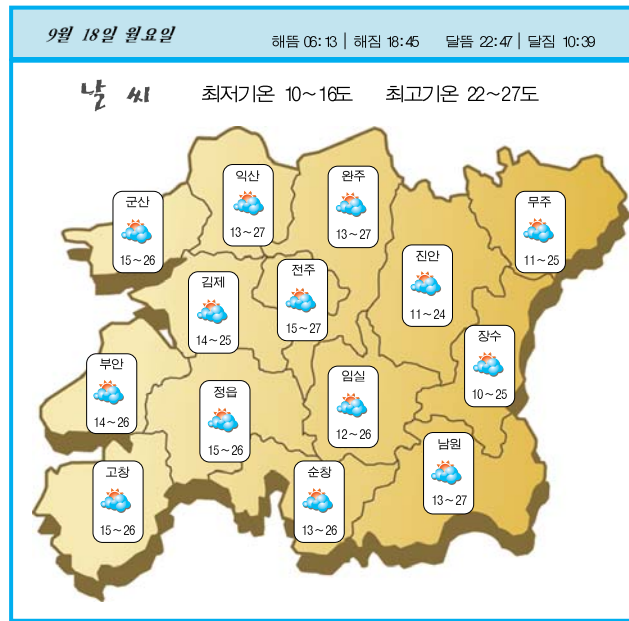 9월 18일 월요일
해뜸 06:13 | 해짐 18:45 달뜸 22:47 | 달짐 10:39
날 씨 최저기온 10~16도 최고기온 22~27도
익산
13~27
완주
13~27
군산
15~26
무주
11~25
진안
11~24
전주
15~27
김제
14~25
장수
10~25
부안
14~26
임실
12~26
정읍
15~26
남원
13~27
고창
15~26
순창
13~26